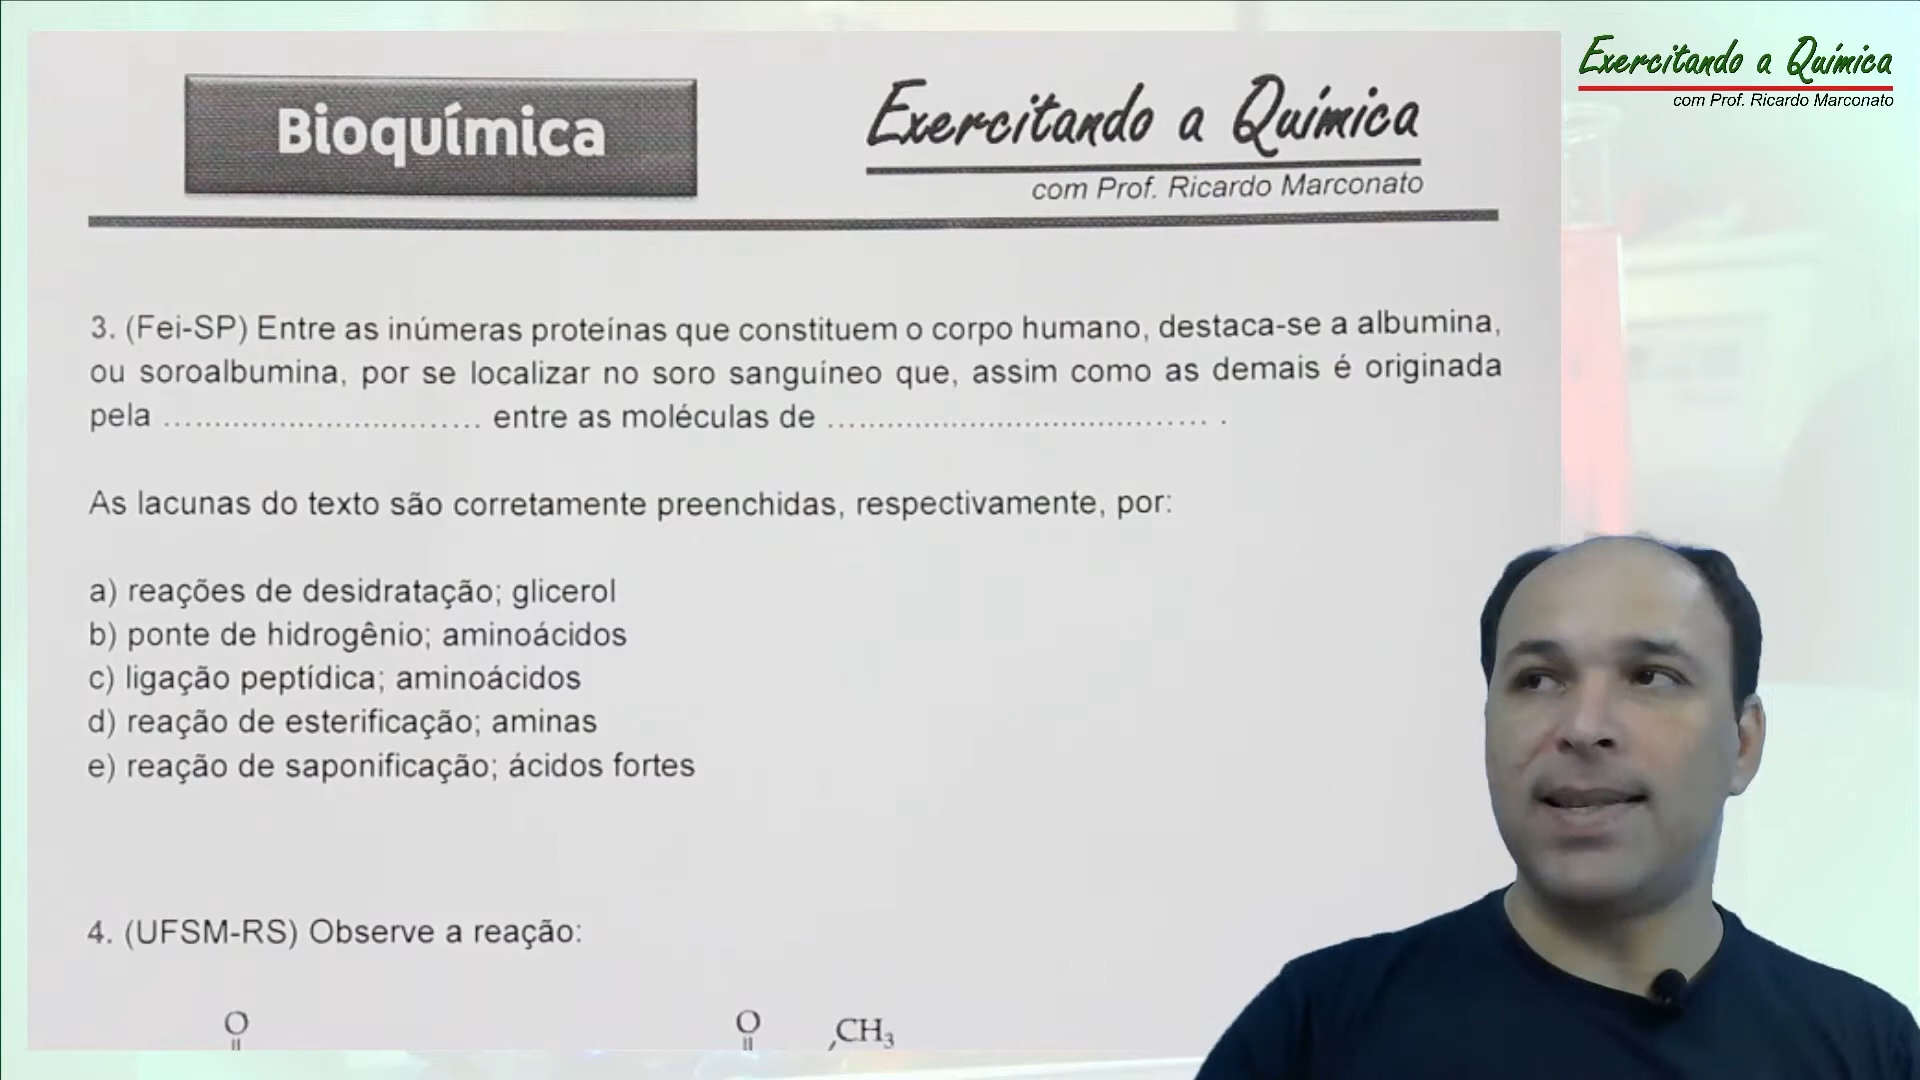 Bioquímica
Exercitando a Química
com Prof. Ricardo Marconato
Exercitando a Química
com Prof. Ricardo Marconato
3. (Fei-SP) Entre as inúmeras proteínas que constituem o corpo humano, destaca-se a albumina,
ou soroalbumina, por se localizar no soro sanguíneo que, assim como as demais é originada
pela ................................ entre as moléculas de ...................................... .
As lacunas do texto são corretamente preenchidas, respectivamente, por:
a) reações de desidratação; glicerol
b) ponte de hidrogênio; aminoácidos
c) ligação peptídica; aminoácidos
d) reação de esterificação; aminas
e) reação de saponificação; ácidos fortes
4. (UFSM-RS) Observe a reação:
O O CH₃